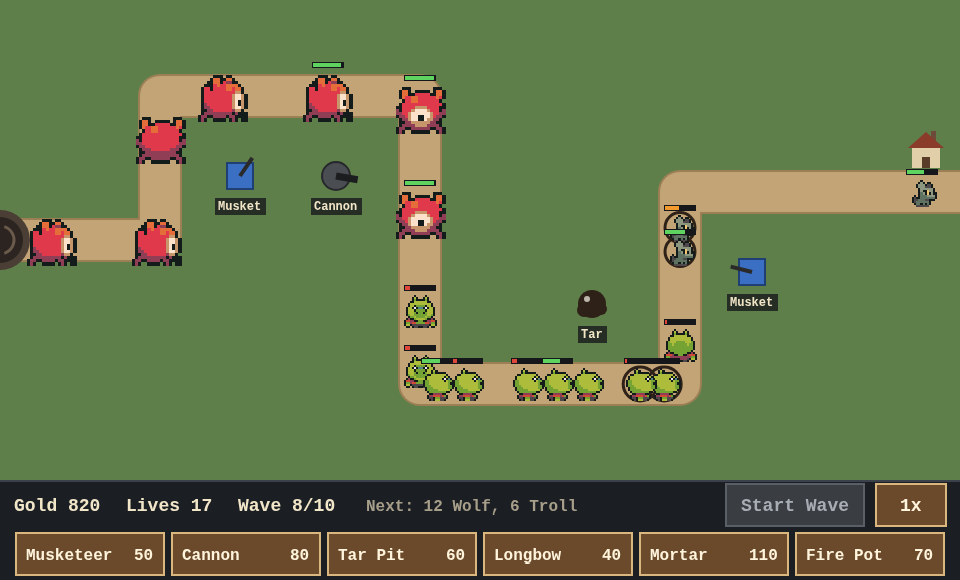 Musket
Cannon
Musket
Tar
Gold 820 Lives 17 Wave 8/10 Next: 12 Wolf, 6 Troll Start Wave 1x
Musketeer 50 Cannon 80 Tar Pit 60 Longbow 40 Mortar 110 Fire Pot 70